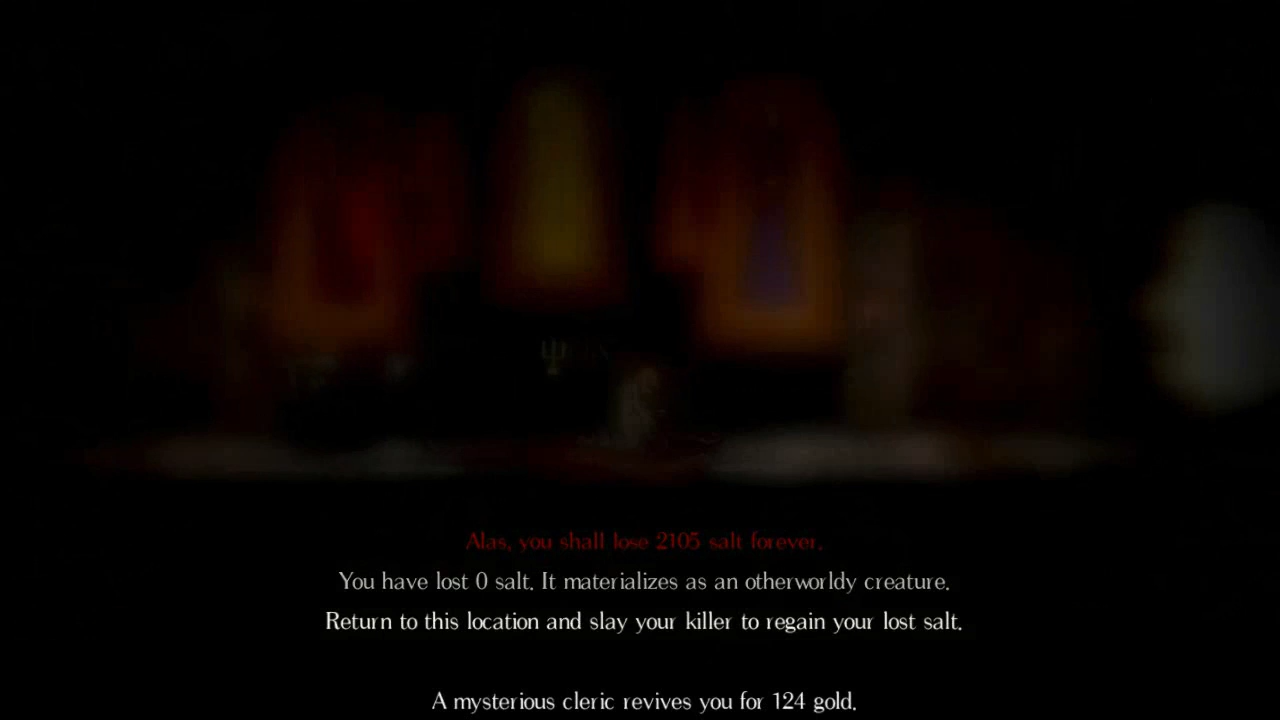 Alas, you shall lose 2105 salt forever.
You have lost 0 salt. It materializes as an otherworldly creature.
Return to this location and slay your killer to regain your lost salt.
A mysterious cleric revives you for 124 gold.